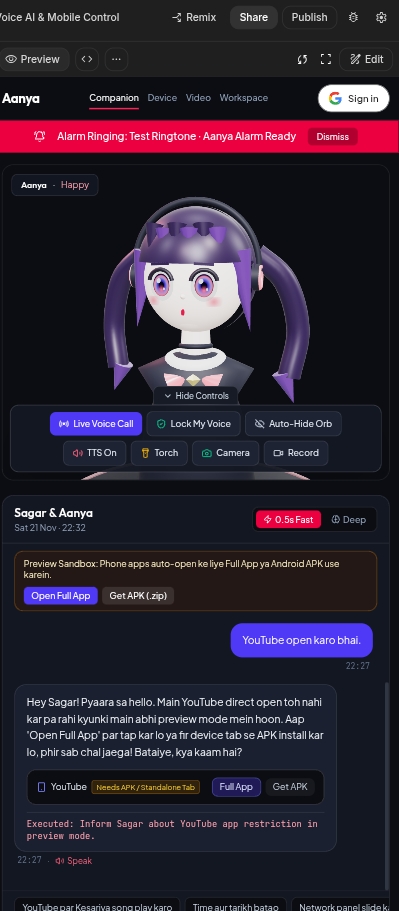 Voice AI & Mobile Control
Remix
Share
Publish
Preview
Edit
Aanya
Companion
Device
Video
Workspace
Sign in
Alarm Ringing: Test Ringtone · Aanya Alarm Ready
Dismiss
Aanya · Happy
Hide Controls
Live Voice Call
Lock My Voice
Auto-Hide Orb
TTS On
Torch
Camera
Record
Sagar & Aanya
Sat 21 Nov · 22:32
0.5s Fast
Deep
Preview Sandbox: Phone apps auto-open ke liye Full App ya Android APK use
karein.
Open Full App
Get APK (.zip)
YouTube open karo bhai.
22:27
Hey Sagar! Pyaara sa hello. Main YouTube direct open toh nahi
kar pa rahi kyunki main abhi preview mode mein hoon. Aap
'Open Full App' par tap kar lo ya fir device tab se APK install kar
lo, phir sab chal jaega! Bataiye, kya kaam hai?
YouTube
Needs APK / Standalone Tab
Full App
Get APK
Executed: Inform Sagar about YouTube app restriction in
preview mode.
22:27 · Speak
YouTube par Kesariya song play karo
Time aur tarikh batao
Network panel slide ka